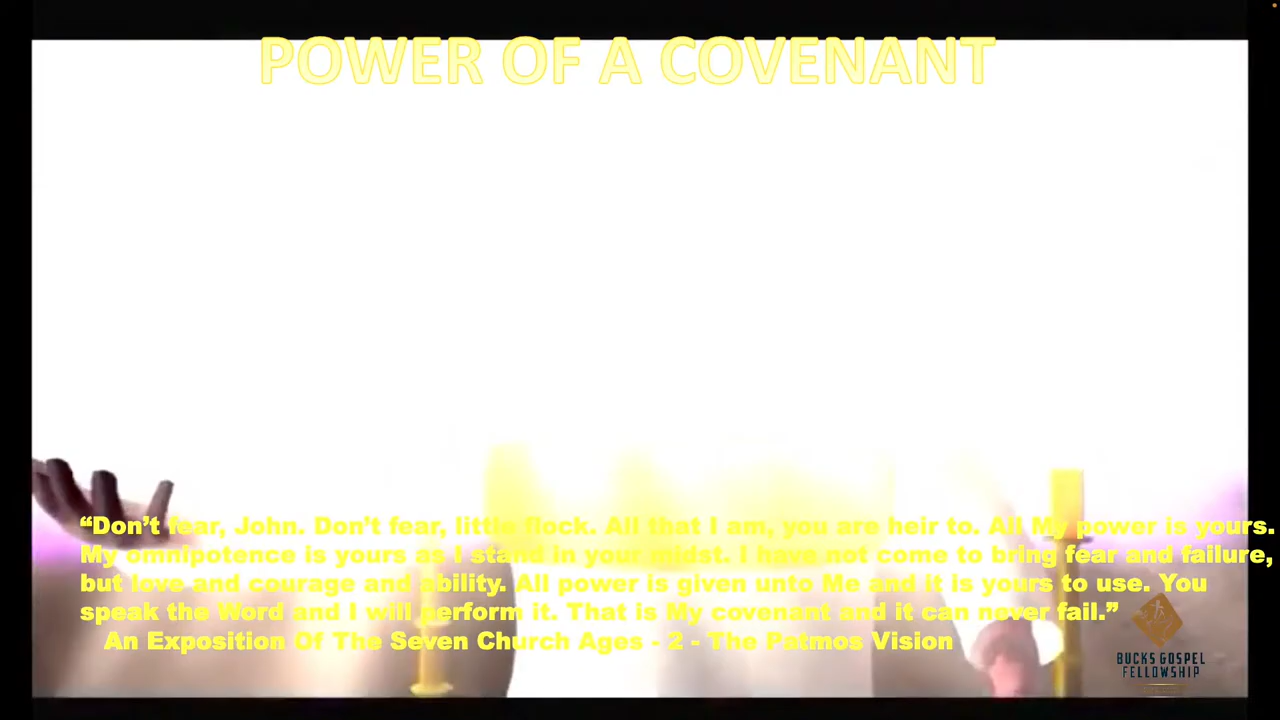 POWER OF A COVENANT
“Don’t fear, John. Don’t fear, little flock. All that I am, you are heir to. All My power is yours.
My omnipotence is yours as I stand in your midst. I have not come to bring fear and failure,
but love and courage and ability. All power is given unto Me and it is yours to use. You
speak the Word and I will perform it. That is My covenant and it can never fail.”
An Exposition Of The Seven Church Ages - 2 - The Patmos Vision
BUCKS GOSPEL
FELLOWSHIP